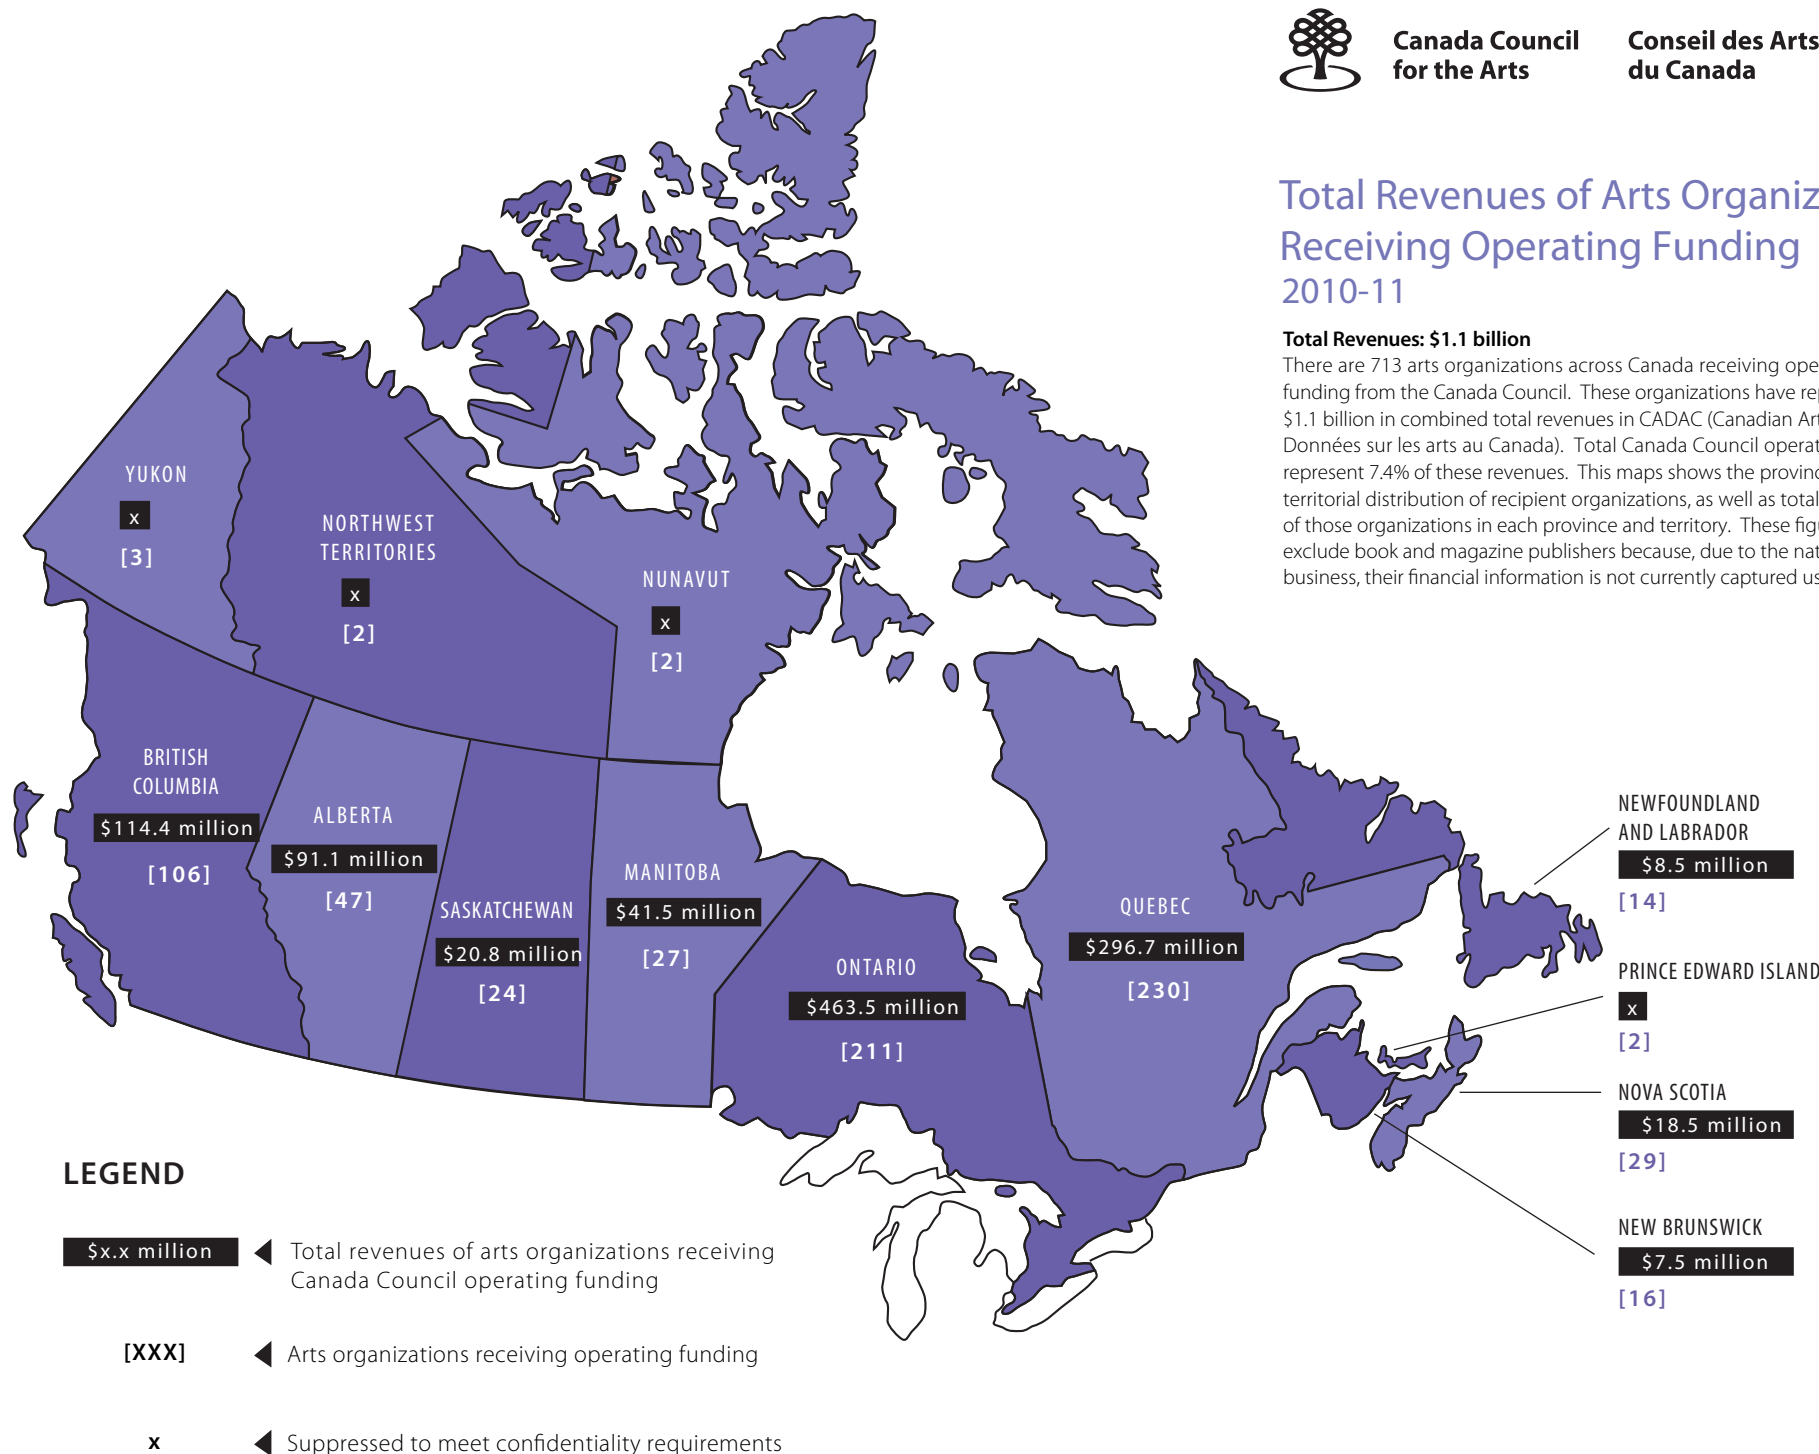 Canada Council
for the Arts
Conseil des Arts
du Canada
Total Revenues of Arts
Receiving Operating Funding
2010-11
Total Revenues: $1.1 billion
There are 713 arts organizations across Canada receiving
funding from the Canada Council. These organizations have
$1.1 billion in combined total revenues in CADAC (Canadian
Données sur les arts au Canada). Total Canada Council
represent 7.4% of these revenues. This maps shows the
territorial distribution of recipient organizations, as well as total
of those organizations in each province and territory. These
exclude book and magazine publishers because, due to the
business, their financial information is not currently captured
YUKON
x
[3]
NORTHWEST
TERRITORIES
x
[2]
NUNAVUT
x
[2]
BRITISH
COLUMBIA
$114.4 million
[106]
ALBERTA
$91.1 million
[47]
SASKATCHEWAN
$20.8 million
[24]
MANITOBA
$41.5 million
[27]
ONTARIO
$463.5 million
[211]
QUEBEC
$296.7 million
[230]
NEWFOUNDLAND
AND LABRADOR
$8.5 million
[14]
PRINCE EDWARD ISLAND
x
[2]
NOVA SCOTIA
$18.5 million
[29]
NEW BRUNSWICK
$7.5 million
[16]
LEGEND
$x.x million
Total revenues of arts organizations receiving
Canada Council operating funding
[XXX]
Arts organizations receiving operating funding
x
Suppressed to meet confidentiality requirements